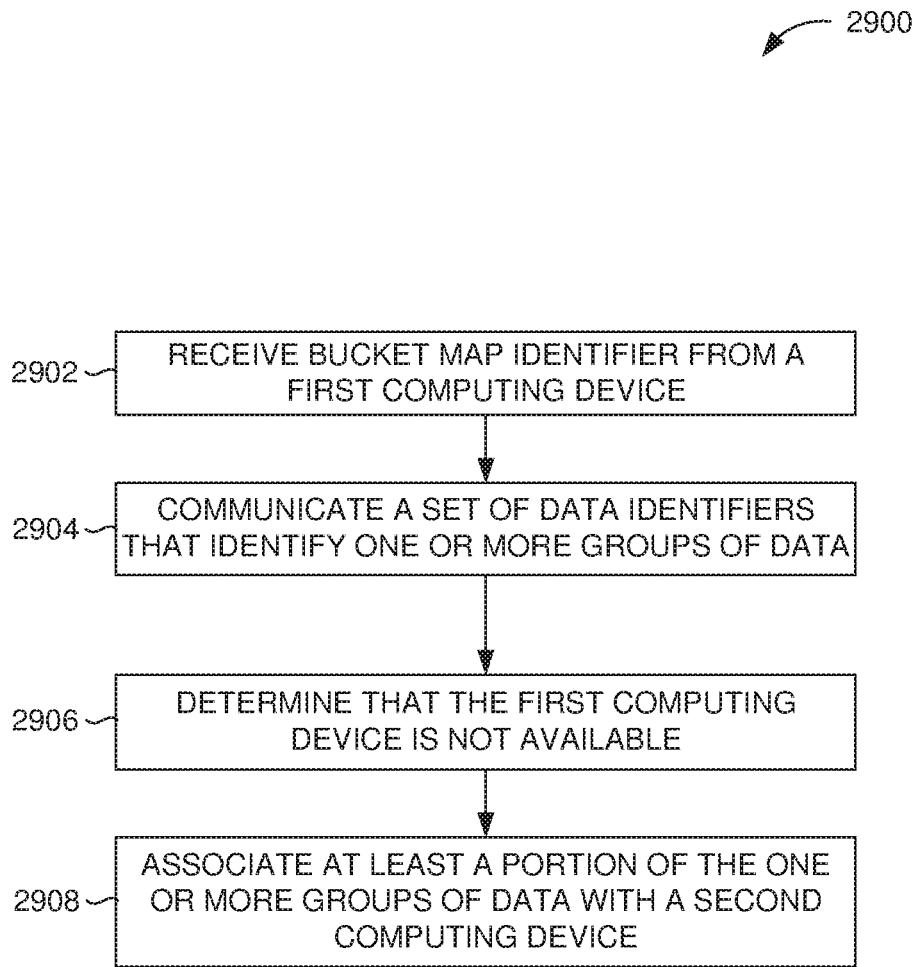 2900
2902
RECEIVE BUCKET MAP IDENTIFIER FROM A
FIRST COMPUTING DEVICE
2904
COMMUNICATE A SET OF DATA IDENTIFIERS
THAT IDENTIFY ONE OR MORE GROUPS OF DATA
2906
DETERMINE THAT THE FIRST COMPUTING
DEVICE IS NOT AVAILABLE
2908
ASSOCIATE AT LEAST A PORTION OF THE ONE
OR MORE GROUPS OF DATA WITH A SECOND
COMPUTING DEVICE